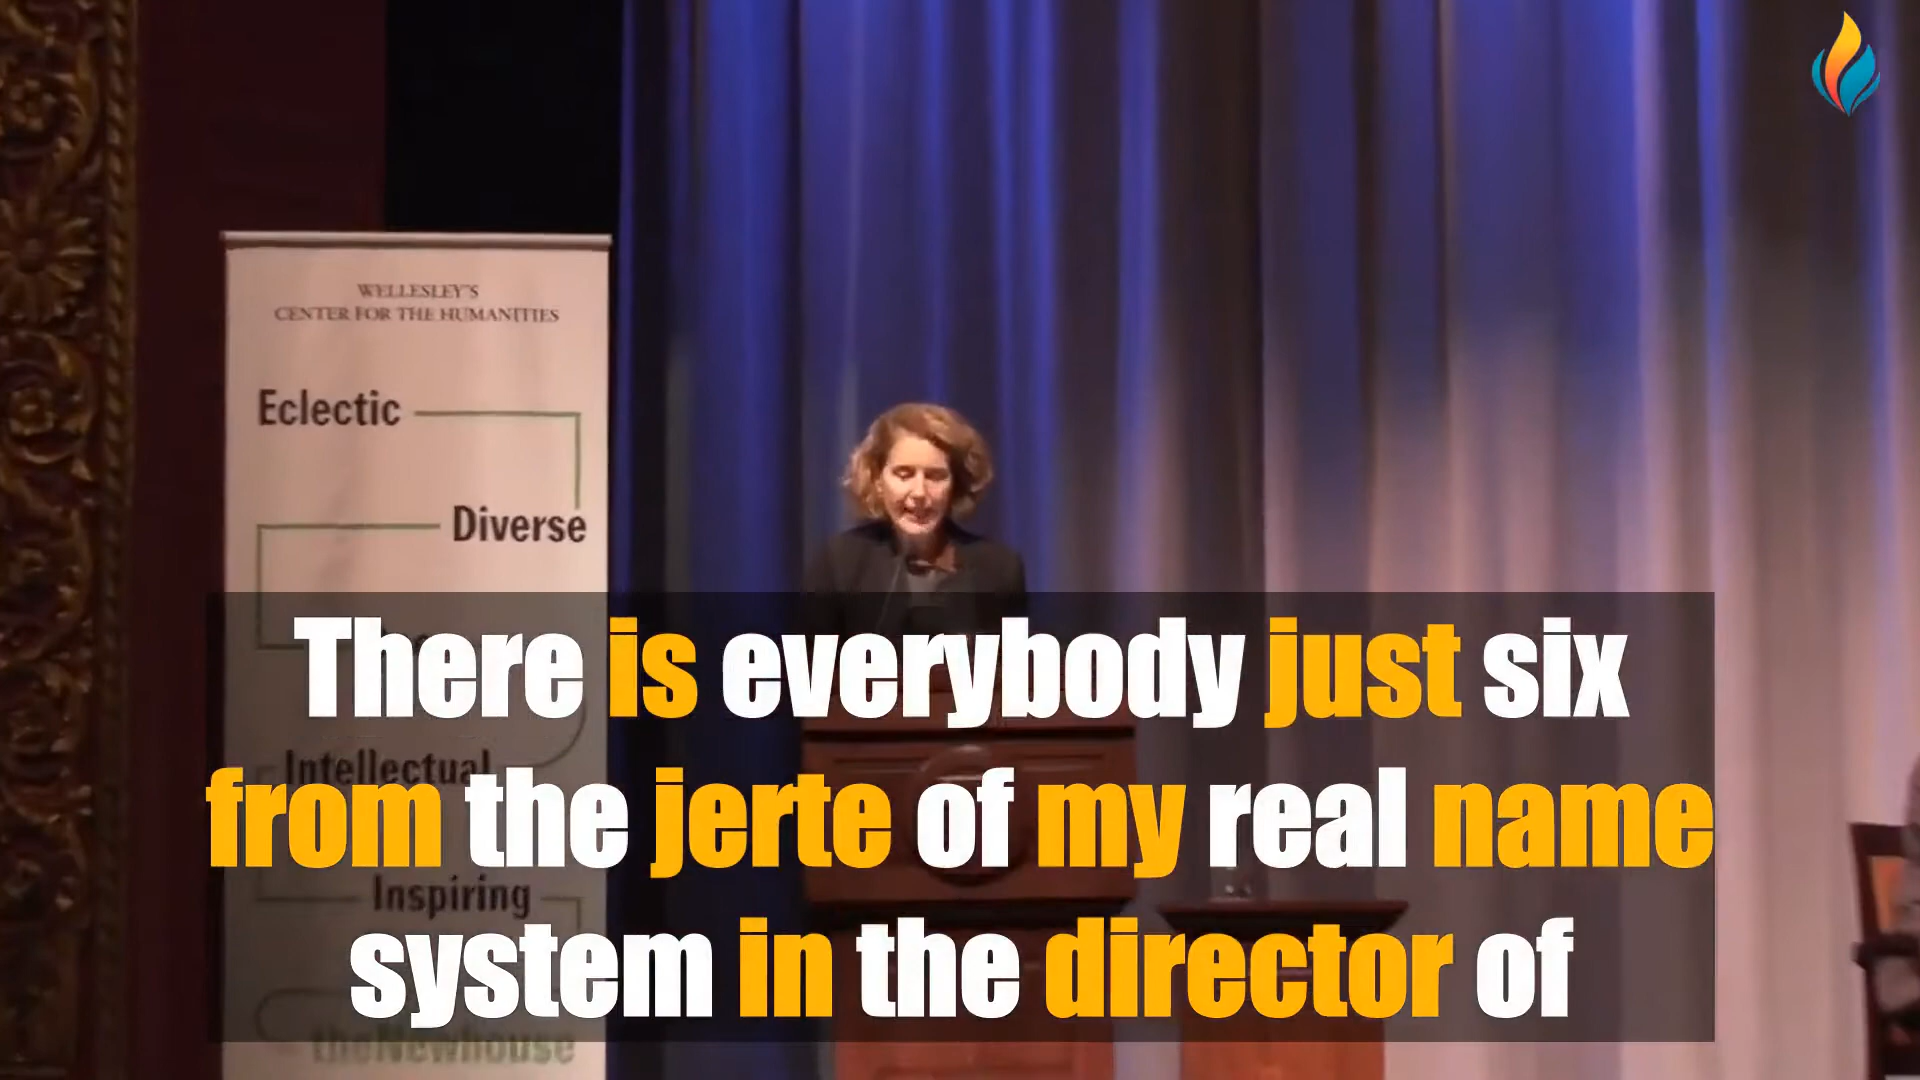 WELLESLEY'S
CENTER FOR THE HUMANITIES
Eclectic
Diverse
There is everybody just six
Intellectual
from the jerte of my real name
Inspiring
system in the director of
theNewhouse